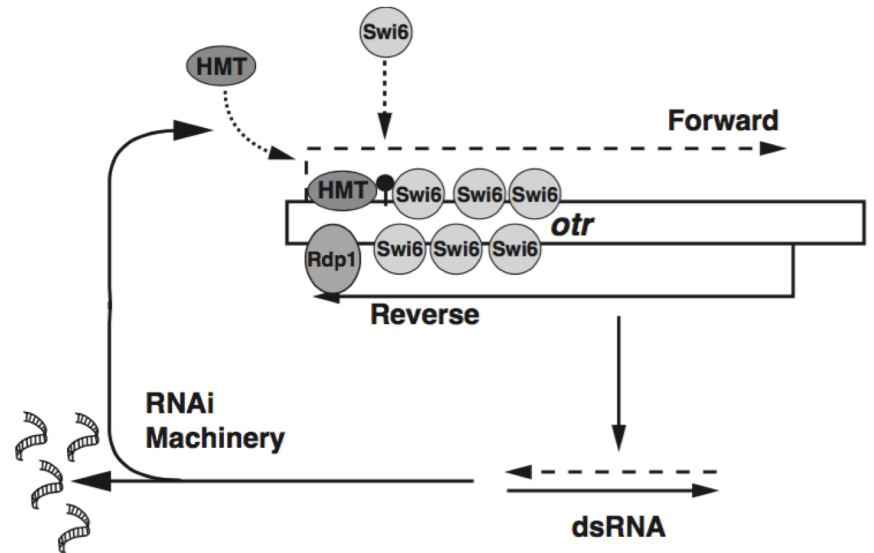 Swi6
HMT
Forward
HMT
Swi6
Swi6
Swi6
otr
Rdp1
Swi6
Swi6
Swi6
Reverse
RNAi
Machinery
dsRNA